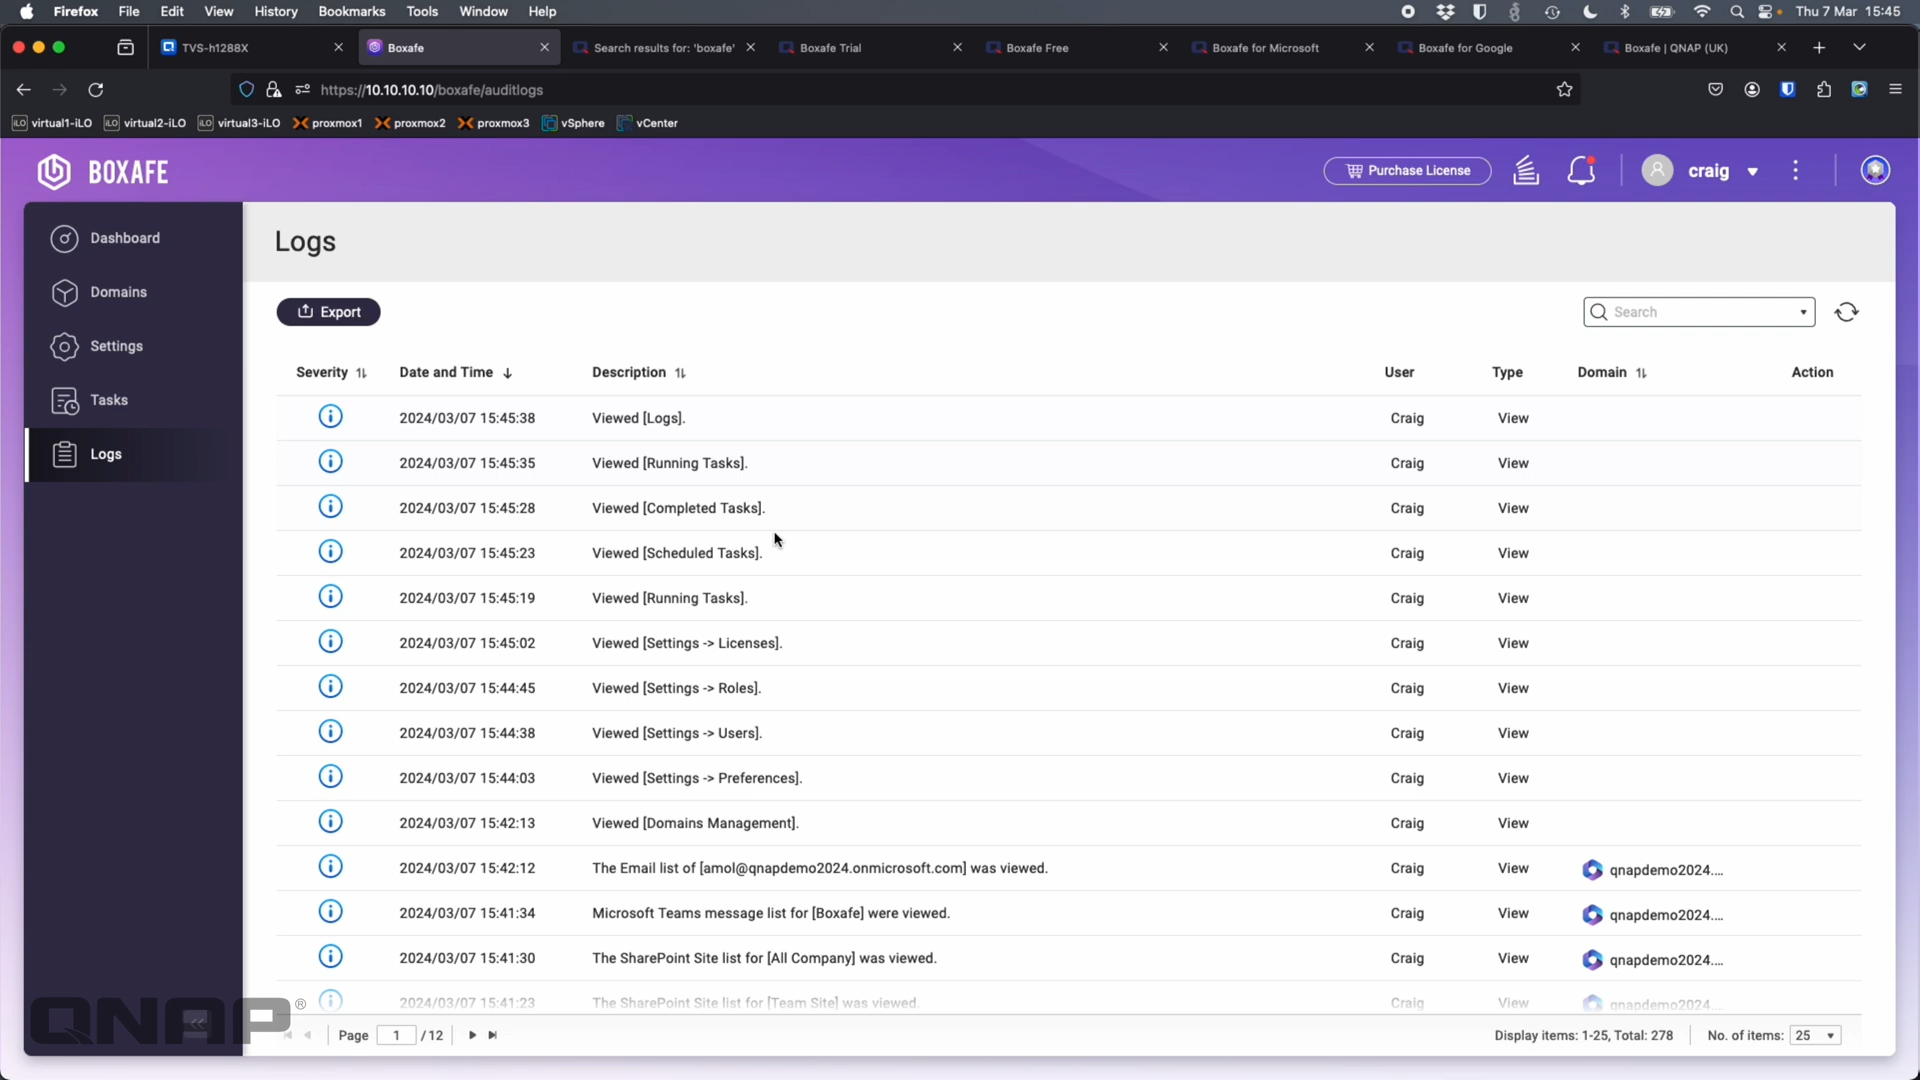 Firefox File Edit View History Bookmarks Tools Window Help Thu 7 Mar 15:45
TVS-h1288X Boxafe Search results for: 'boxafe' Boxafe Trial Boxafe Free Boxafe for Microsoft Boxafe for Google Boxafe | QNAP (UK)
https://10.10.10.10/boxafe/auditlogs
iLO virtual1-iLO iLO virtual2-iLO iLO virtual3-iLO proxmox1 proxmox2 proxmox3 vSphere vCenter
BOXAFE Purchase License craig
Dashboard
Domains
Settings
Tasks
Logs
Logs
Export Search
Severity Date and Time Description User Type Domain Action
2024/03/07 15:45:38 Viewed [Logs]. Craig View
2024/03/07 15:45:35 Viewed [Running Tasks]. Craig View
2024/03/07 15:45:28 Viewed [Completed Tasks]. Craig View
2024/03/07 15:45:23 Viewed [Scheduled Tasks]. Craig View
2024/03/07 15:45:19 Viewed [Running Tasks]. Craig View
2024/03/07 15:45:02 Viewed [Settings -> Licenses]. Craig View
2024/03/07 15:44:45 Viewed [Settings -> Roles]. Craig View
2024/03/07 15:44:38 Viewed [Settings -> Users]. Craig View
2024/03/07 15:44:03 Viewed [Settings -> Preferences]. Craig View
2024/03/07 15:42:13 Viewed [Domains Management]. Craig View
2024/03/07 15:42:12 The Email list of [amol@qnapdemo2024.onmicrosoft.com] was viewed. Craig View qnapdemo2024....
2024/03/07 15:41:34 Microsoft Teams message list for [Boxafe] were viewed. Craig View qnapdemo2024....
2024/03/07 15:41:30 The SharePoint Site list for [All Company] was viewed. Craig View qnapdemo2024....
2024/03/07 15:41:23 The SharePoint Site list for [Team Site] was viewed. Craig View qnapdemo2024....
QNAP®
Page 1 /12 Display items: 1-25, Total: 278 No. of items: 25